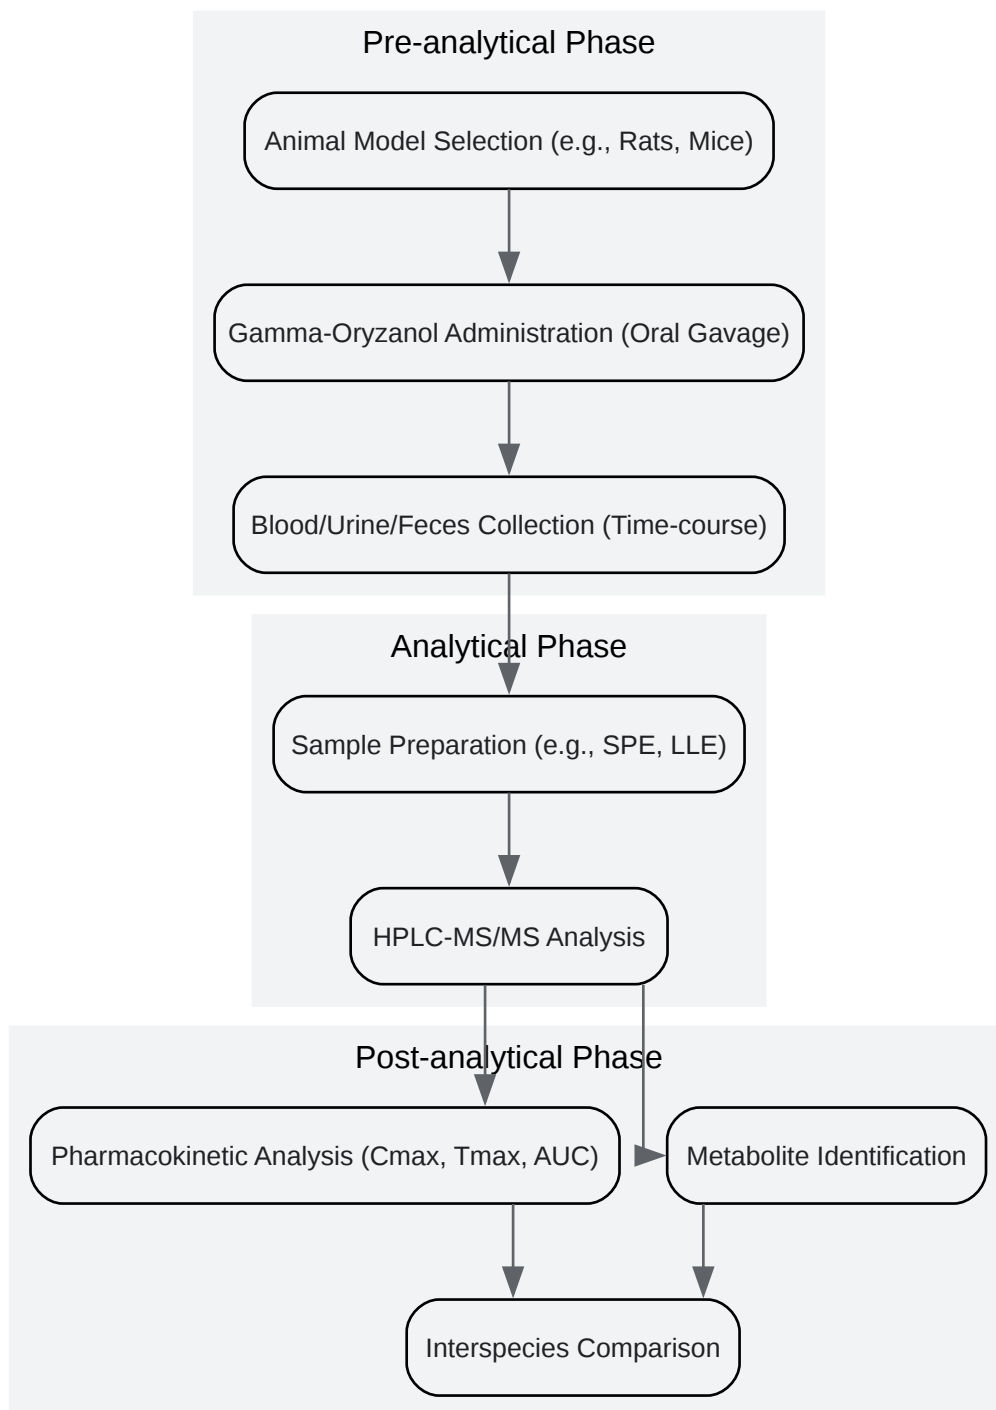 Pre-analytical Phase
Animal Model Selection (e.g., Rats, Mice)
Gamma-Oryzanol Administration (Oral Gavage)
Blood/Urine/Feces Collection (Time-course)
Analytical Phase
Sample Preparation (e.g., SPE, LLE)
HPLC-MS/MS Analysis
Post-analytical Phase
Pharmacokinetic Analysis (Cmax, Tmax, AUC)
Metabolite Identification
Interspecies Comparison